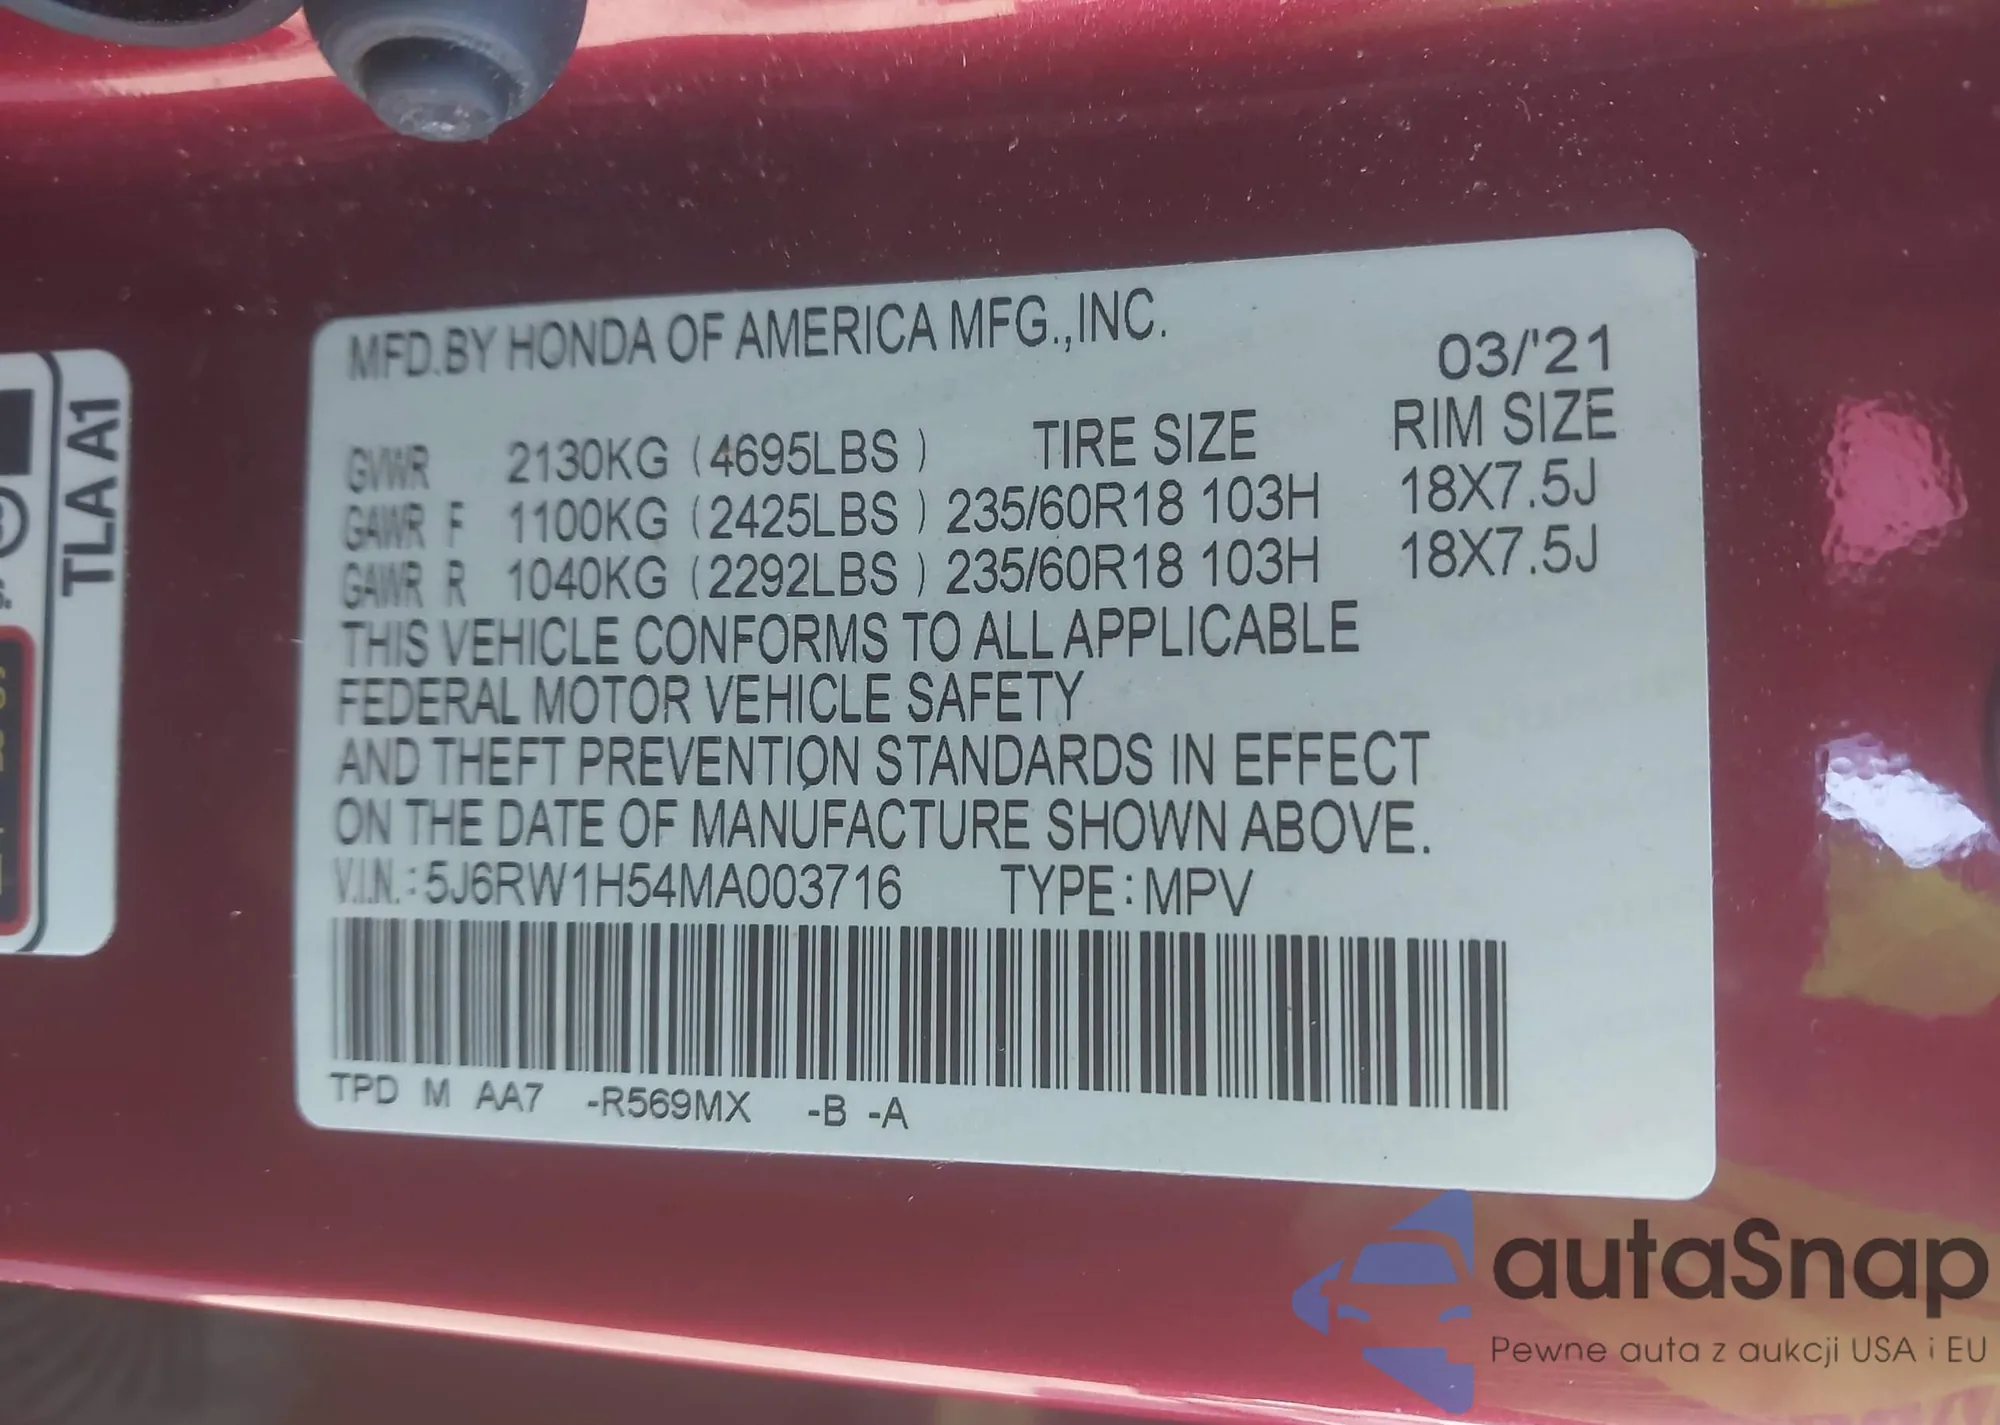 MFD.BY HONDA OF AMERICA MFG.,INC.
03/'21
GVWR 2130KG (4695LBS) TIRE SIZE RIM SIZE
GAWR F 1100KG (2425LBS) 235/60R18 103H 18X7.5J
GAWR R 1040KG (2292LBS) 235/60R18 103H 18X7.5J
THIS VEHICLE CONFORMS TO ALL APPLICABLE
FEDERAL MOTOR VEHICLE SAFETY
AND THEFT PREVENTION STANDARDS IN EFFECT
ON THE DATE OF MANUFACTURE SHOWN ABOVE.
V.I.N.: 5J6RW1H54MA003716 TYPE: MPV
TPD M AA7 -R569MX -B -A
TLA A1
autaSnap
Pewne auta z aukcji USA i EU